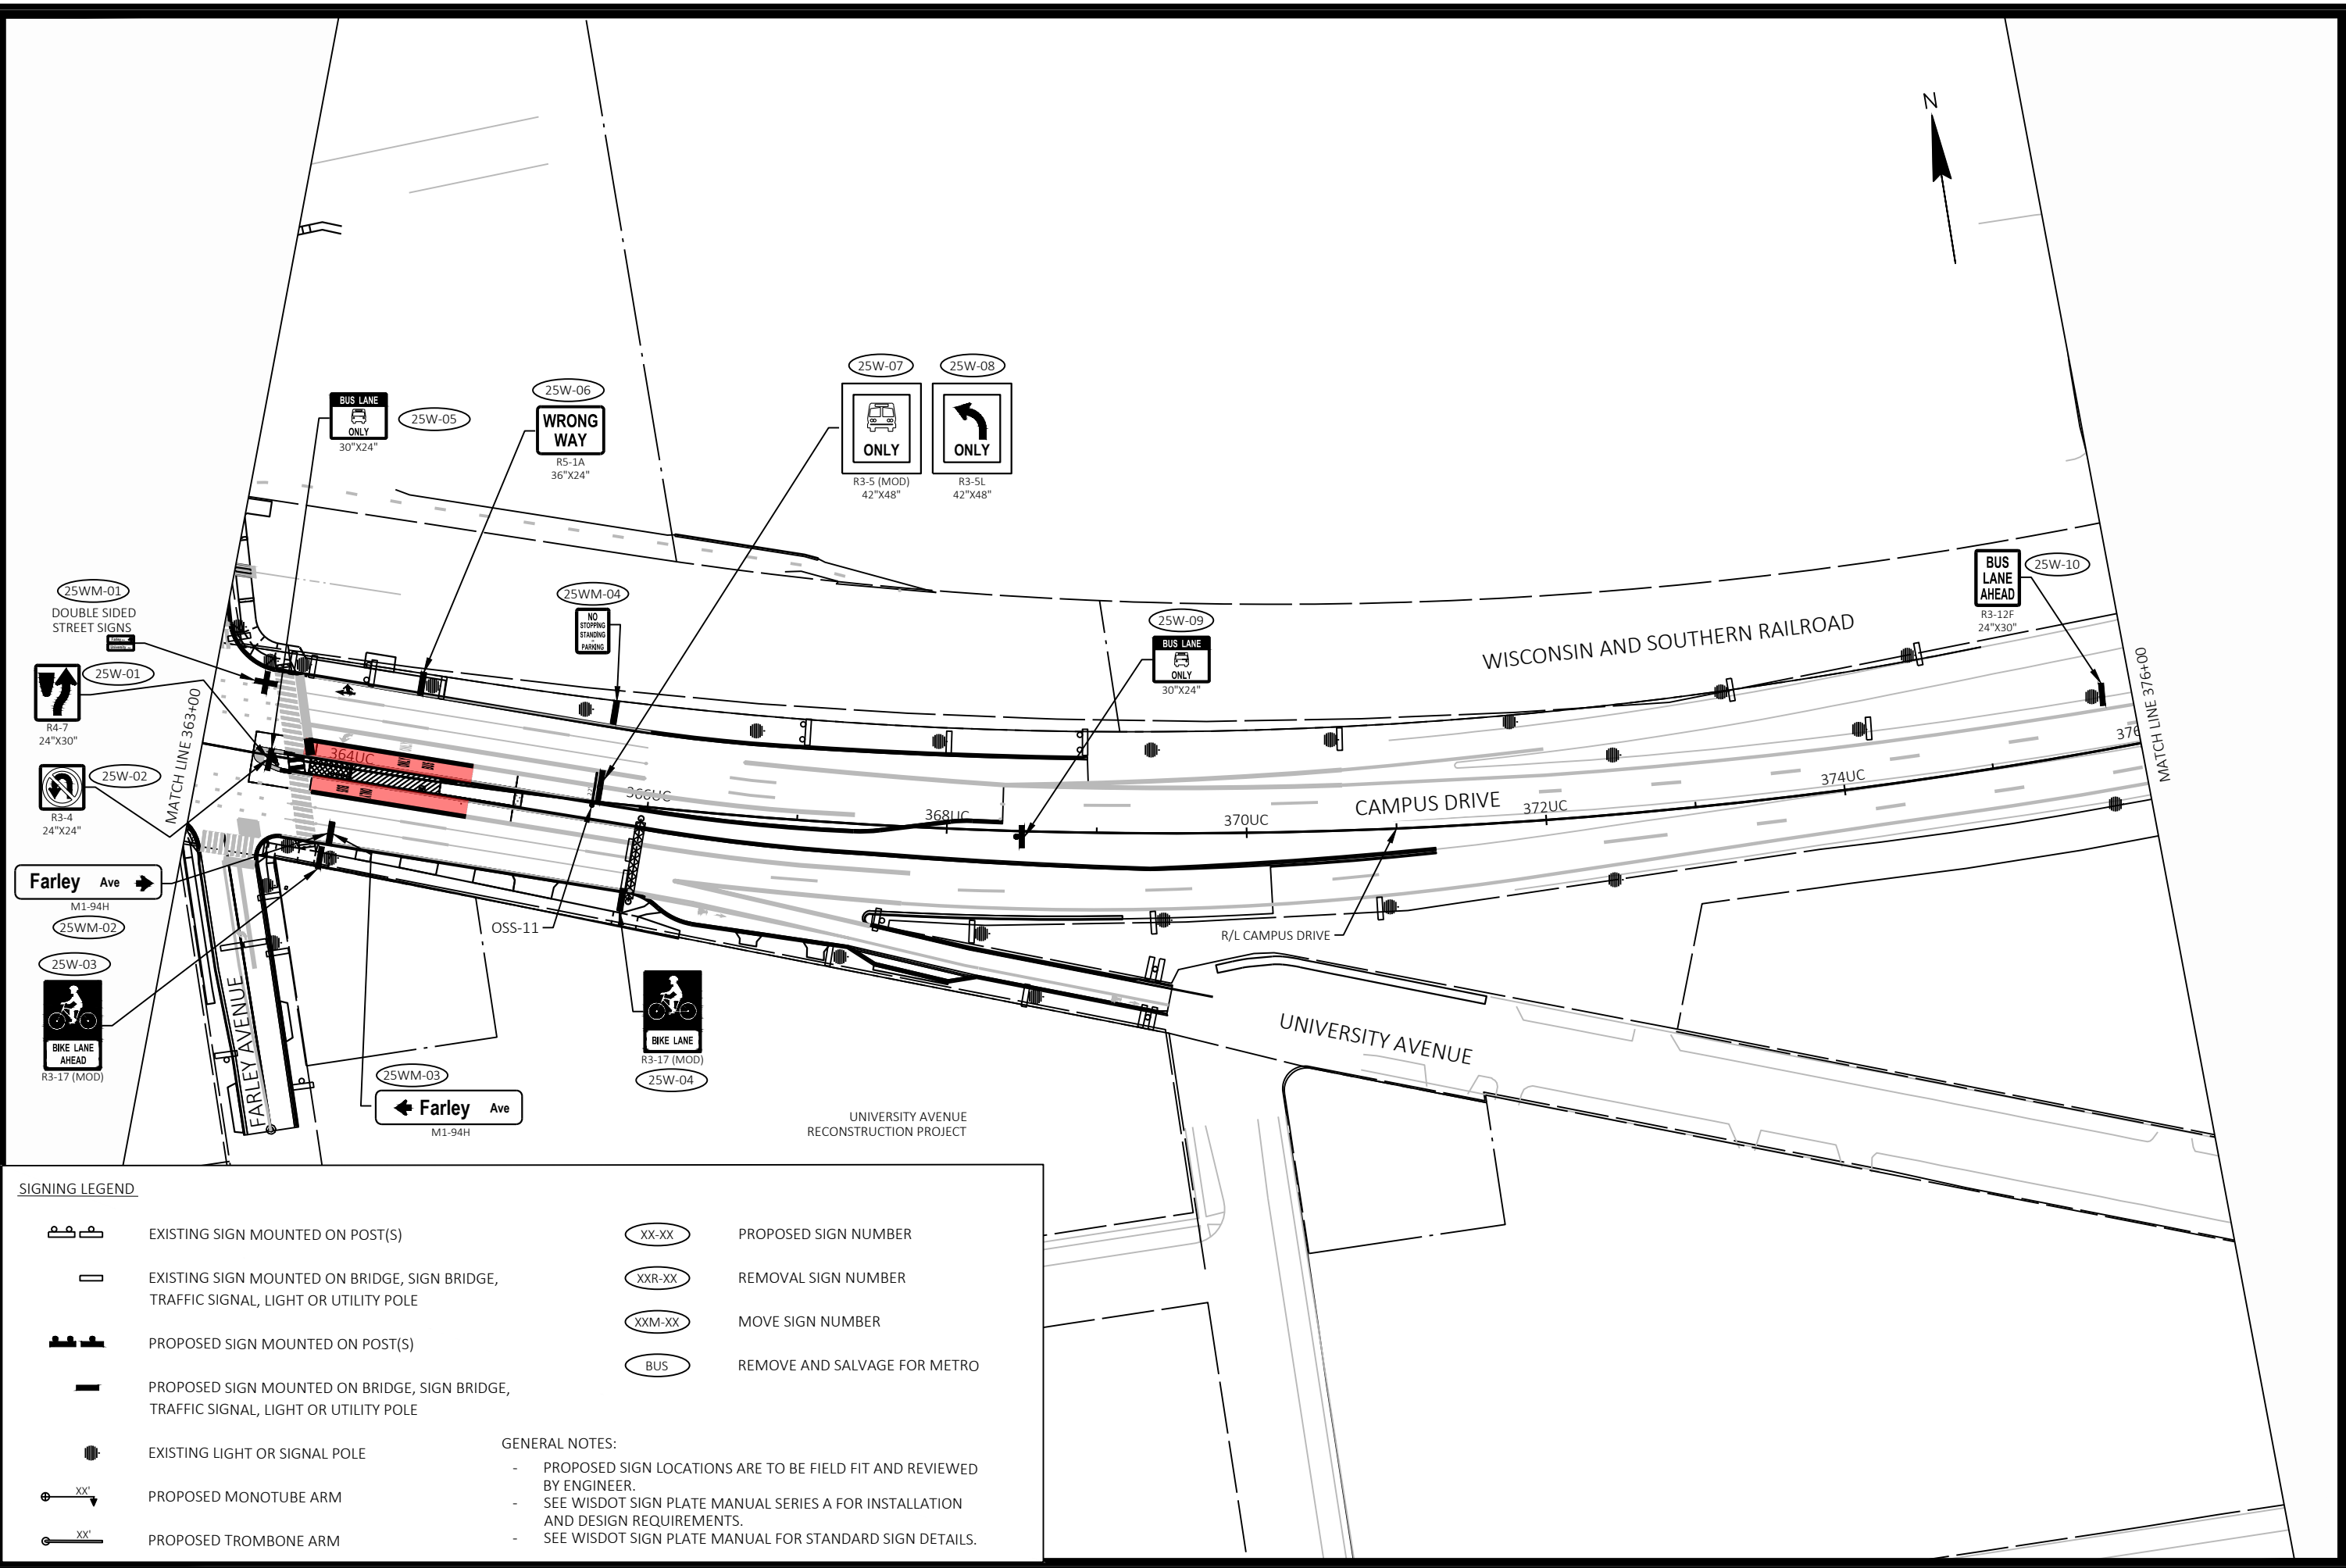 N
25W-07
25W-08
ONLY
ONLY
R3-5 (MOD)
42"X48"
R3-5L
42"X48"
25W-06
WRONG
WAY
R5-1A
36"X24"
BUS LANE
ONLY
30"X24"
25W-05
25WM-01
DOUBLE SIDED
STREET SIGNS
25WM-04
NO
STOPPING
STANDING
PARKING
25W-09
BUS LANE
ONLY
30"X24"
BUS
LANE
AHEAD
R3-12F
24"X30"
25W-10
WISCONSIN AND SOUTHERN RAILROAD
25W-01
R4-7
24"X30"
MATCH LINE 363+00
MATCH LINE 376+00
25W-02
R3-4
24"X24"
364UC
366UC
368UC
370UC
372UC
374UC
376
CAMPUS DRIVE
Farley Ave
M1-94H
25WM-02
OSS-11
R/L CAMPUS DRIVE
25W-03
BIKE LANE
AHEAD
R3-17 (MOD)
FARLEY AVENUE
BIKE LANE
R3-17 (MOD)
25W-04
25WM-03
Farley Ave
M1-94H
UNIVERSITY AVENUE
UNIVERSITY AVENUE
RECONSTRUCTION PROJECT
SIGNING LEGEND
EXISTING SIGN MOUNTED ON POST(S)
EXISTING SIGN MOUNTED ON BRIDGE, SIGN BRIDGE,
TRAFFIC SIGNAL, LIGHT OR UTILITY POLE
PROPOSED SIGN MOUNTED ON POST(S)
PROPOSED SIGN MOUNTED ON BRIDGE, SIGN BRIDGE,
TRAFFIC SIGNAL, LIGHT OR UTILITY POLE
EXISTING LIGHT OR SIGNAL POLE
XX'
PROPOSED MONOTUBE ARM
XX'
PROPOSED TROMBONE ARM
XX-XX PROPOSED SIGN NUMBER
XXR-XX REMOVAL SIGN NUMBER
XXM-XX MOVE SIGN NUMBER
BUS REMOVE AND SALVAGE FOR METRO
GENERAL NOTES:
- PROPOSED SIGN LOCATIONS ARE TO BE FIELD FIT AND REVIEWED
BY ENGINEER.
- SEE WISDOT SIGN PLATE MANUAL SERIES A FOR INSTALLATION
AND DESIGN REQUIREMENTS.
- SEE WISDOT SIGN PLATE MANUAL FOR STANDARD SIGN DETAILS.